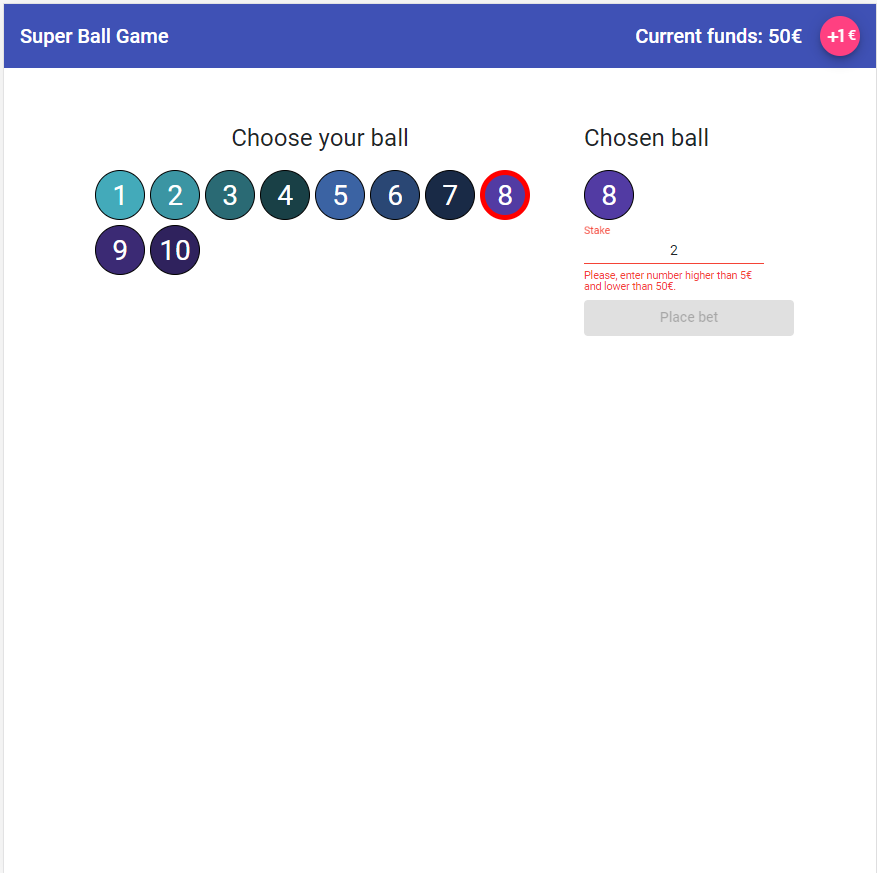 Super Ball Game
Current funds: 50€
+1 €
Choose your ball
1 2 3 4 5 6 7 8
9 10
Chosen ball
8
Stake
2
Please, enter number higher than 5€
and lower than 50€.
Place bet